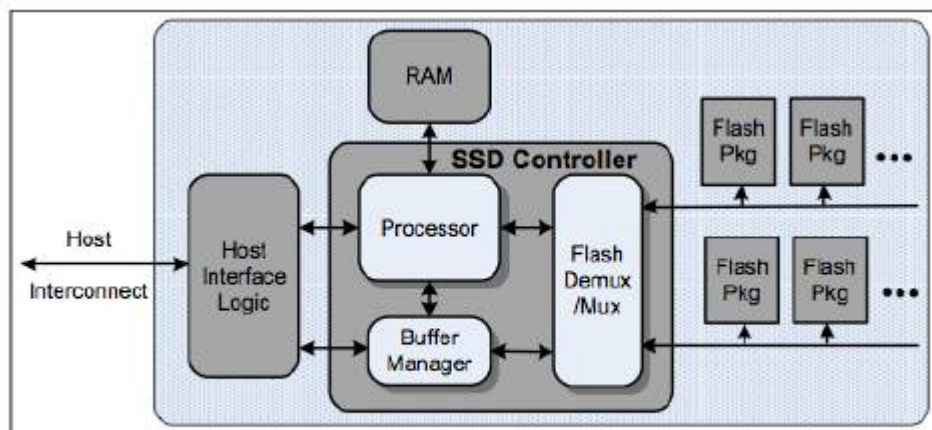 RAM
SSD Controller
Flash
Pkg
Flash
Pkg
Host
Interconnect
Host
Interface
Logic
Processor
Flash
Demux
/Mux
Buffer
Manager
Flash
Pkg
Flash
Pkg